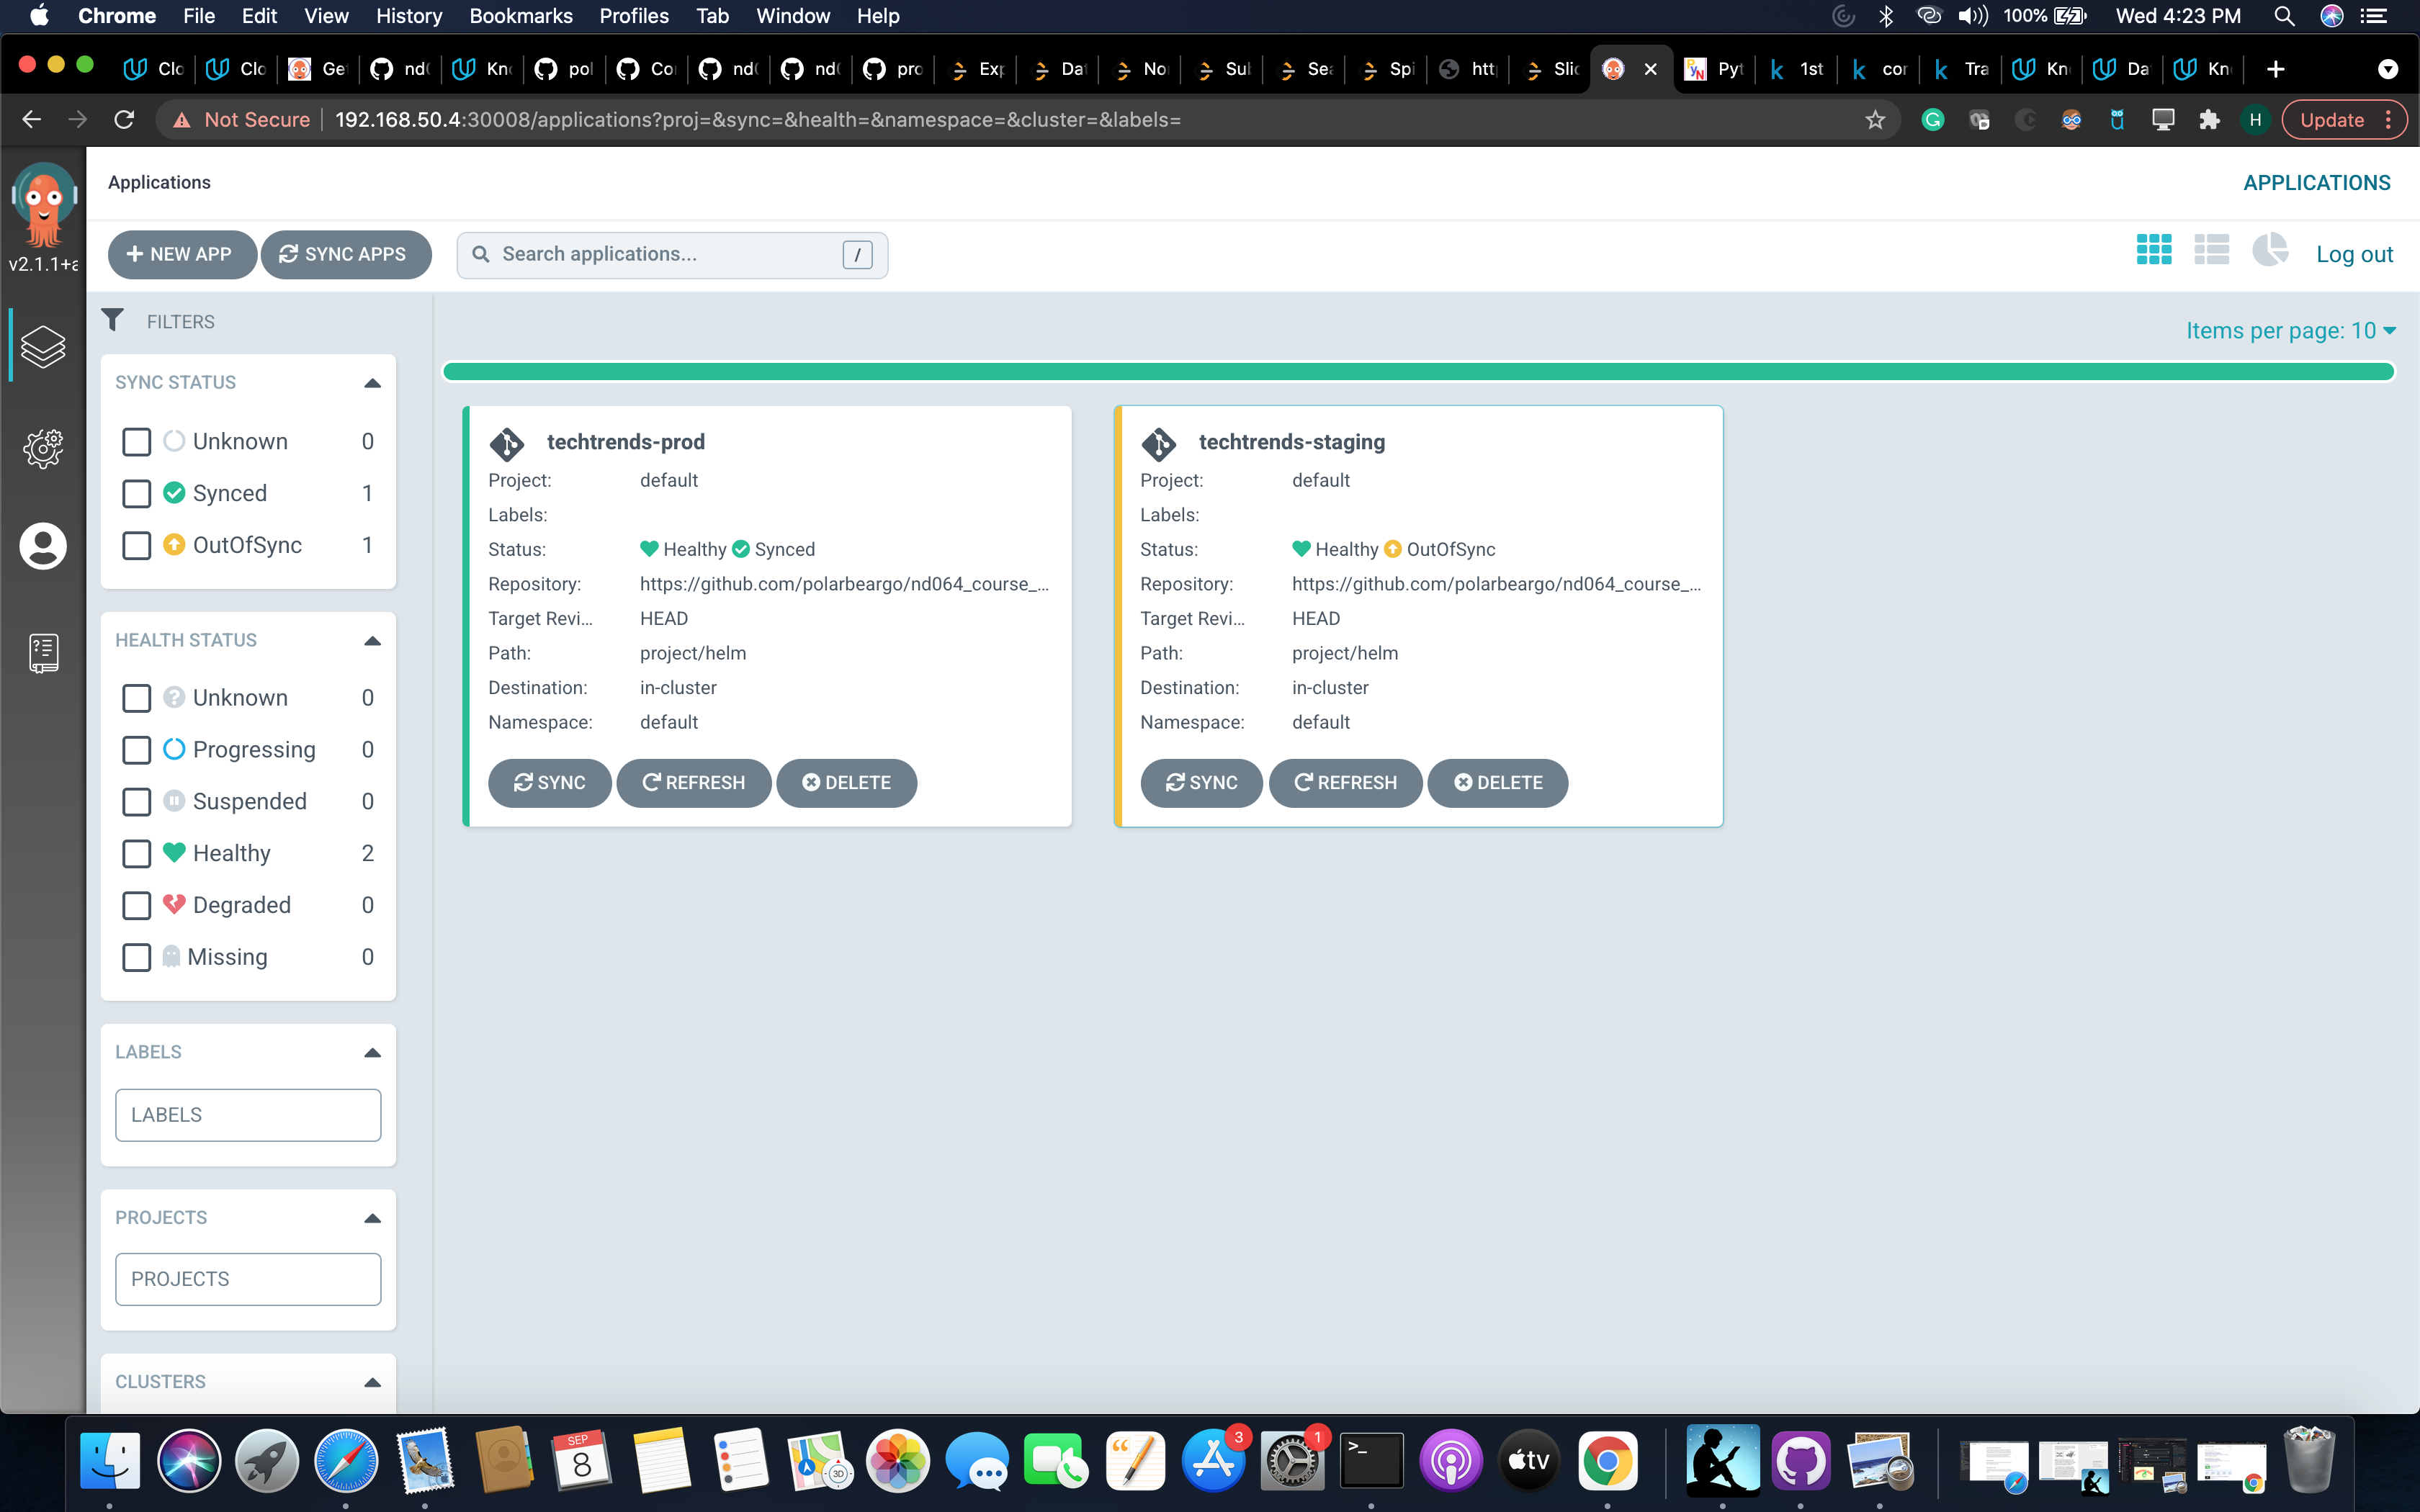 Chrome File Edit View History Bookmarks Profiles Tab Window Help 100% Wed 4:23 PM
Clo Clo Ge nd Kn pol Co nd nd pro Exp Da No Sub Sea Spi htt Slic Pyt 1st cor Tra Kn Da Kn
Not Secure 192.168.50.4:30008/applications?proj=&sync=&health=&namespace=&cluster=&labels= H Update
Applications APPLICATIONS
v2.1.1+a
NEW APP SYNC APPS Search applications... / Log out
FILTERS
Items per page: 10
SYNC STATUS
Unknown 0
Synced 1
OutOfSync 1
HEALTH STATUS
Unknown 0
Progressing 0
Suspended 0
Healthy 2
Degraded 0
Missing 0
LABELS
LABELS
PROJECTS
PROJECTS
CLUSTERS
techtrends-prod
Project: default
Labels:
Status: Healthy Synced
Repository: https://github.com/polarbeargo/nd064_course_...
Target Revi... HEAD
Path: project/helm
Destination: in-cluster
Namespace: default
SYNC REFRESH DELETE
techtrends-staging
Project: default
Labels:
Status: Healthy OutOfSync
Repository: https://github.com/polarbeargo/nd064_course_...
Target Revi... HEAD
Path: project/helm
Destination: in-cluster
Namespace: default
SYNC REFRESH DELETE
SEP
8
3D
3
1
>_
tv